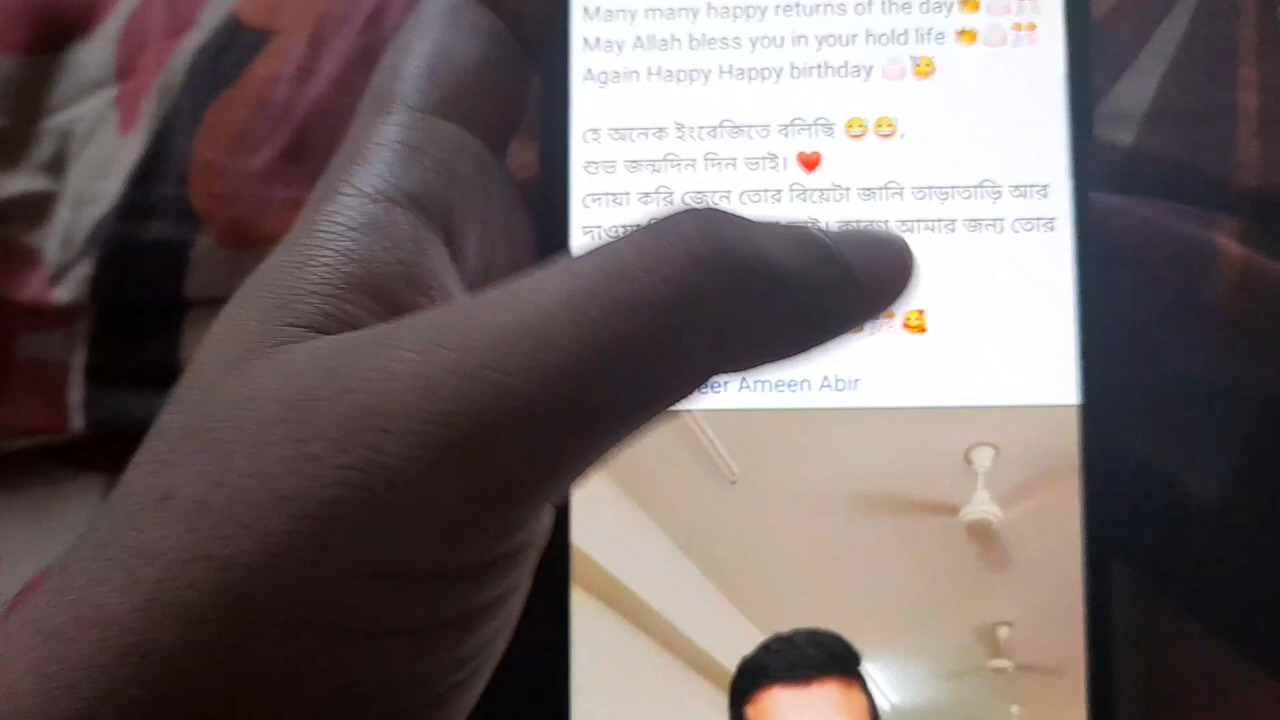 Many many happy returns of the day👏 🎂🎊
May Allah bless you in your hold life 👏 🎂🎊
Again Happy Happy birthday 🎂🥳
হে অনেক ইংরেজিতে বলিছি 😅😅.
শুভ জন্মদিন দিন ভাই। ❤️
দোয়া করি জেনে তোর বিয়েটা জানি তাড়াতাড়ি আর
কারণ আমার জন্য তোর
🥰
Ameen Abir